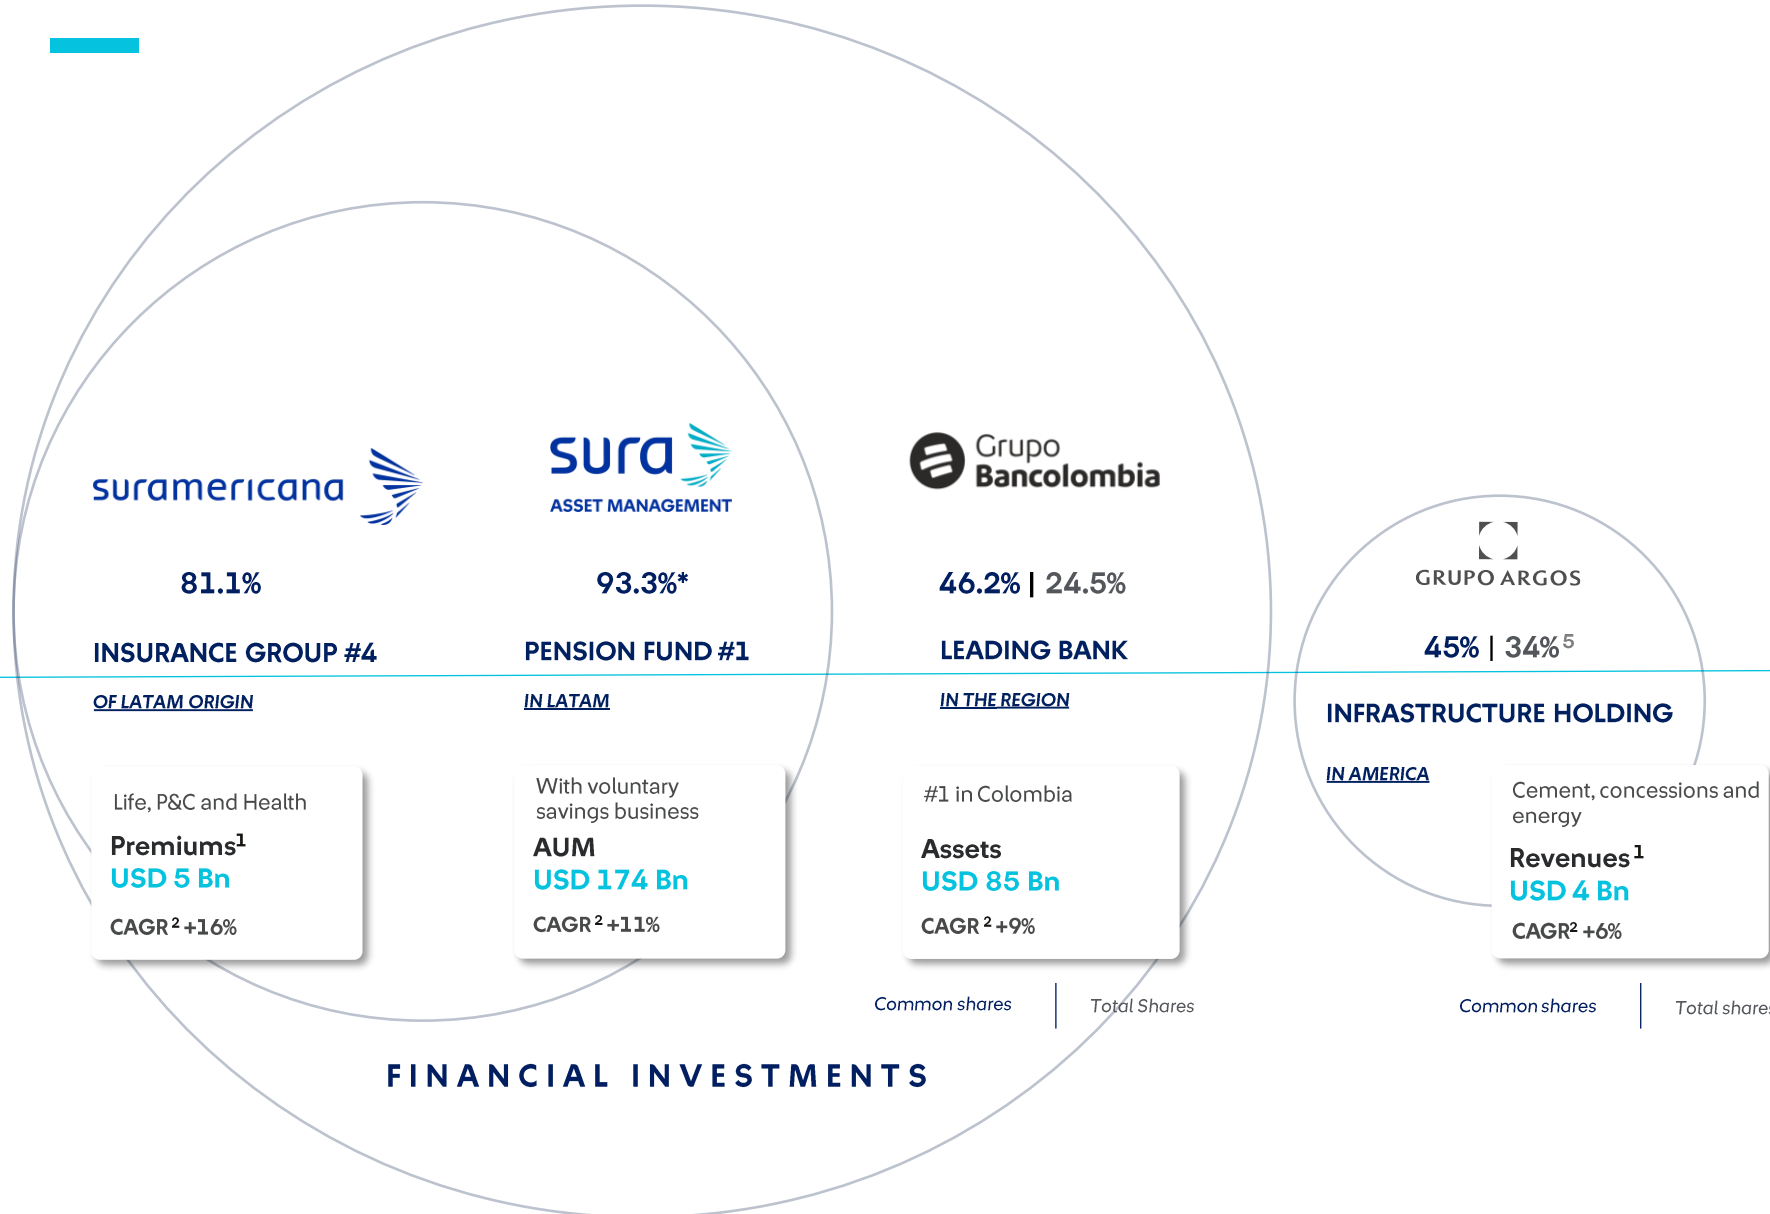 suramericana
81.1%
INSURANCE GROUP #4
OF LATAM ORIGIN
Life, P&C and Health
Premiums¹
USD 5 Bn
CAGR² +16%
sura
ASSET MANAGEMENT
93.3%*
PENSION FUND #1
IN LATAM
With voluntary
savings business
AUM
USD 174 Bn
CAGR² +11%
Grupo
Bancolombia
46.2% | 24.5%
LEADING BANK
IN THE REGION
#1 in Colombia
Assets
USD 85 Bn
CAGR² +9%
Common shares | Total Shares
GRUPO ARGOS
45% | 34%⁵
INFRASTRUCTURE HOLDING
IN AMERICA
Cement, concessions and
energy
Revenues¹
USD 4 Bn
CAGR² +6%
Common shares | Total shares
FINANCIAL INVESTMENTS